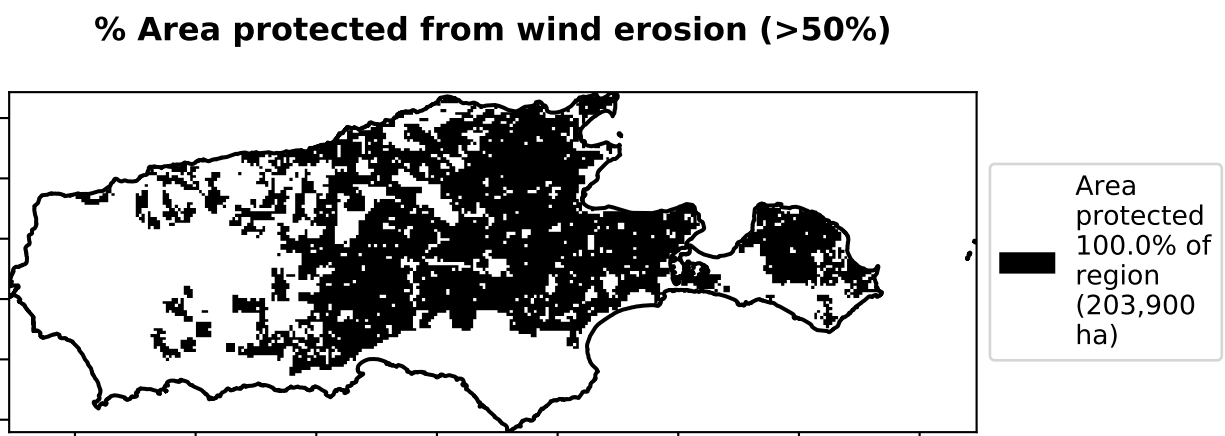 % Area protected from wind erosion (>50%)
Area
protected
100.0% of
region
(203,900
ha)